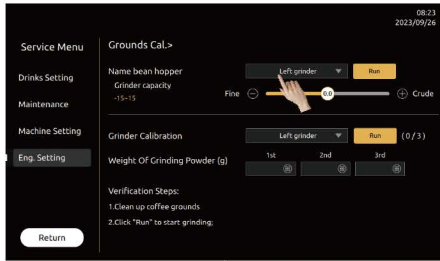 08:23
2023/09/26
Service Menu
Drinks Setting
Maintenance
Machine Setting
Eng. Setting
Return
Grounds Cal.>
Name bean hopper
Left grinder
Run
Grinder capacity
-15~15
Fine
0.0
Crude
Grinder Calibration
Left grinder
Run
(0/3)
1st
2nd
3rd
Weight Of Grinding Powder (g)
Verification Steps:
1.Clean up coffee grounds
2.Click "Run" to start grinding;